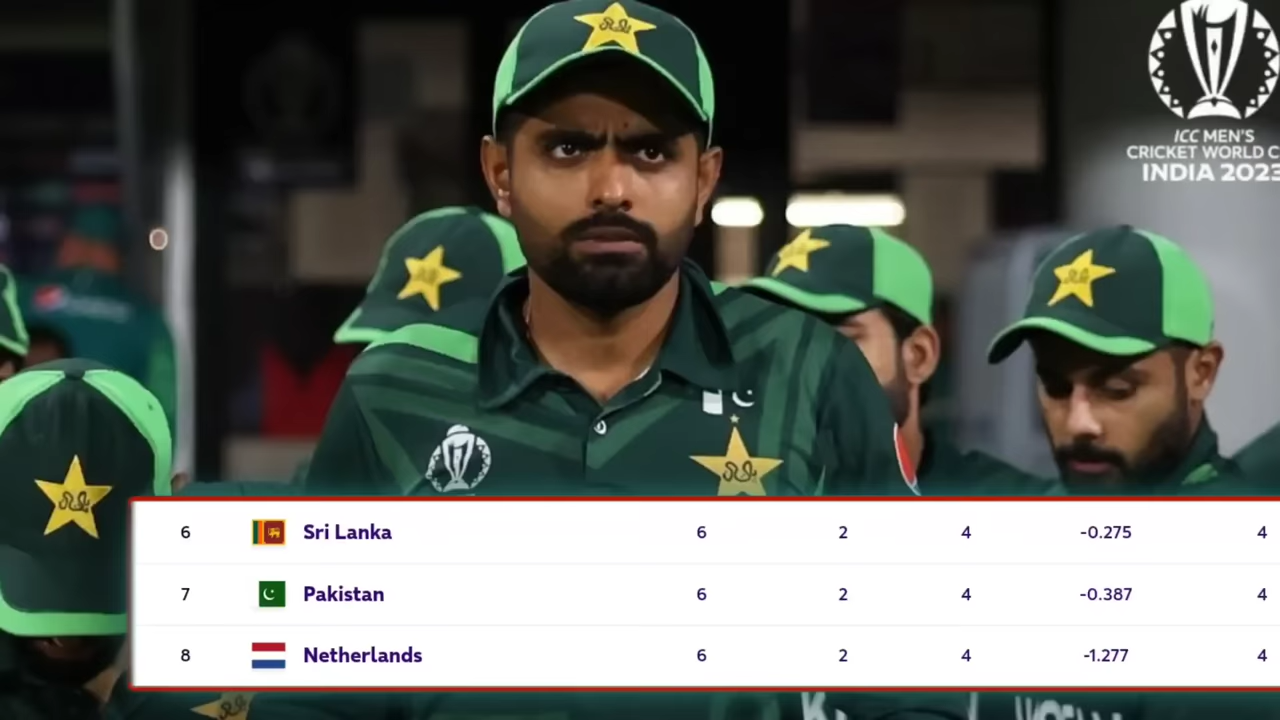 ICC MEN'S
CRICKET WORLD C
INDIA 2023
6 Sri Lanka 6 2 4 -0.275 4
7 Pakistan 6 2 4 -0.387 4
8 Netherlands 6 2 4 -1.277 4